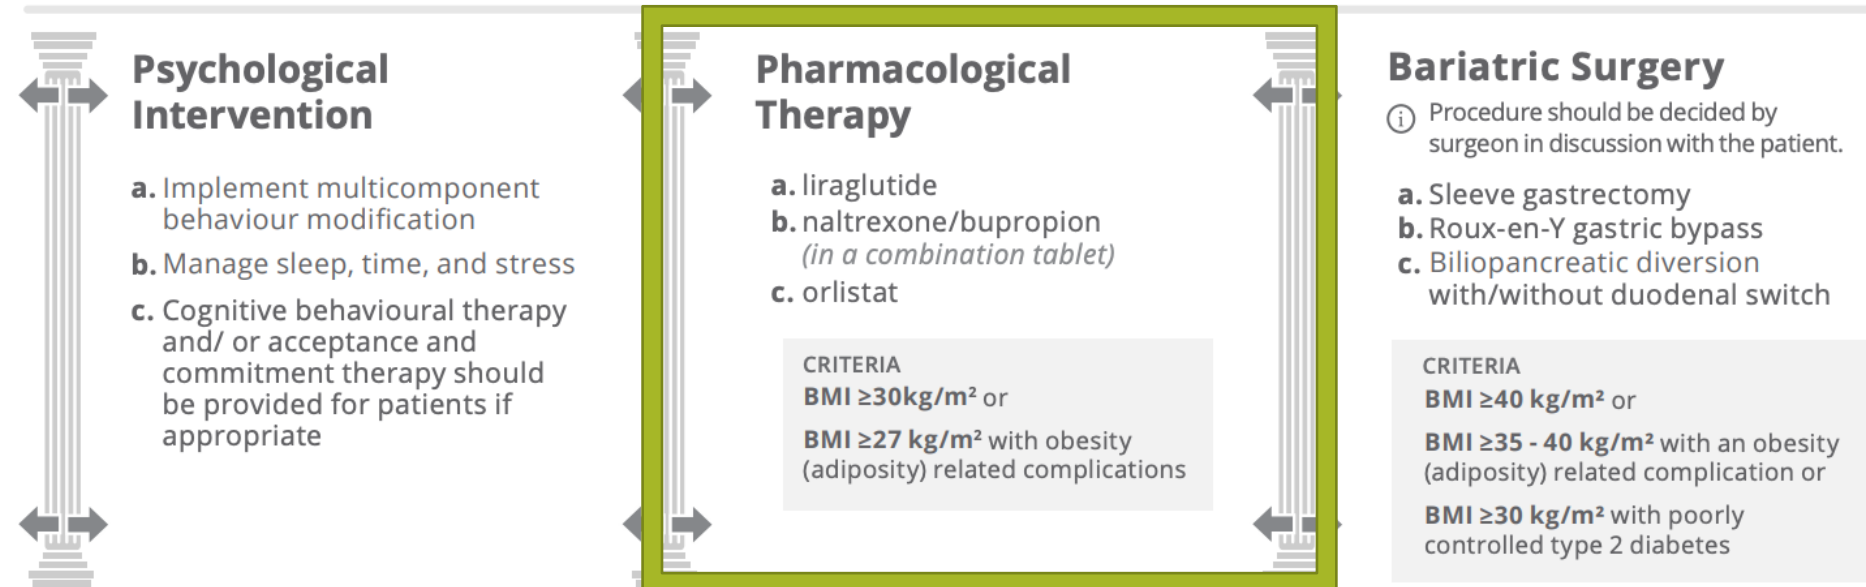 Psychological
Intervention
a. Implement multicomponent
behaviour modification
b. Manage sleep, time, and stress
c. Cognitive behavioural therapy
and/ or acceptance and
commitment therapy should
be provided for patients if
appropriate
Pharmacological
Therapy
a. liraglutide
b. naltrexone/bupropion
(in a combination tablet)
c. orlistat
CRITERIA
BMI ≥30kg/m² or
BMI ≥27 kg/m² with obesity
(adiposity) related complications
Bariatric Surgery
i Procedure should be decided by
surgeon in discussion with the patient.
a. Sleeve gastrectomy
b. Roux-en-Y gastric bypass
c. Biliopancreatic diversion
with/without duodenal switch
CRITERIA
BMI ≥40 kg/m² or
BMI ≥35 - 40 kg/m² with an obesity
(adiposity) related complication or
BMI ≥30 kg/m² with poorly
controlled type 2 diabetes